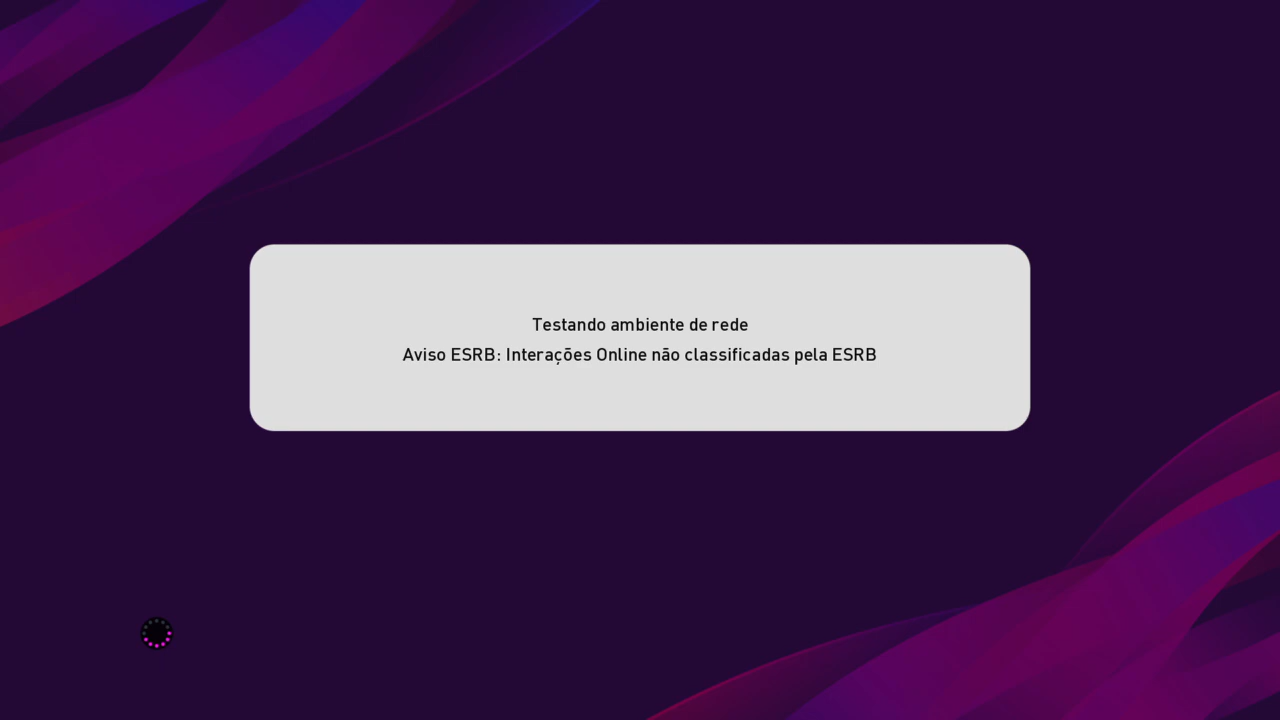 Testando ambiente de rede
Aviso ESRB: Interações Online não classificadas pela ESRB